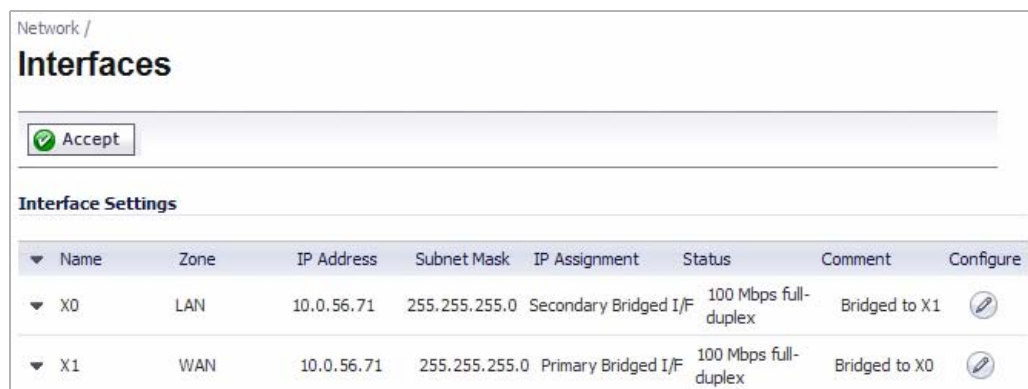 Network /
Interfaces
Accept
Interface Settings
Name Zone IP Address Subnet Mask IP Assignment Status Comment Configure
X0 LAN 10.0.56.71 255.255.255.0 Secondary Bridged I/F 100 Mbps full-duplex Bridged to X1
X1 WAN 10.0.56.71 255.255.255.0 Primary Bridged I/F 100 Mbps full-duplex Bridged to X0